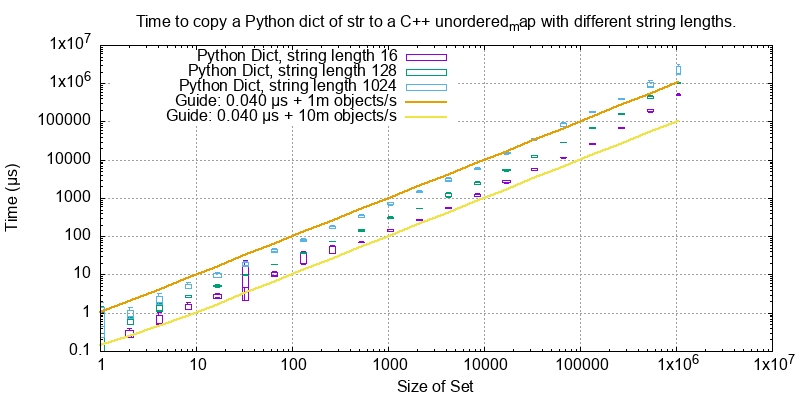 Time to copy a Python dict of str to a C++ unordered_map with different string lengths.
1x10^7
1x10^6
100000
10000
1000
100
10
1
0.1
Time (μs)
Python Dict, string length 16
Python Dict, string length 128
Python Dict, string length 1024
Guide: 0.040 μs + 1m objects/s
Guide: 0.040 μs + 10m objects/s
1 10 100 1000 10000 100000 1x10^6 1x10^7
Size of Set